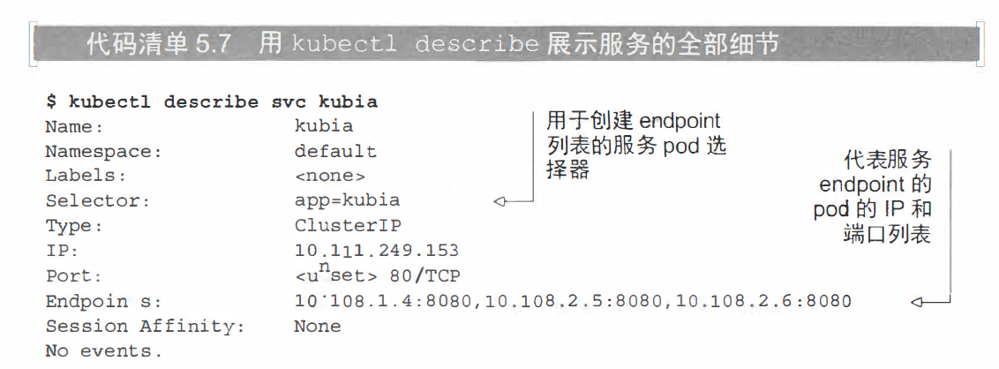 代码清单 5.7 用 kubectl describe 展示服务的全部细节
$ kubectl describe svc kubia
Name: kubia
Namespace: default
Labels: <none>
Selector: app=kubia
Type: ClusterIP
IP: 10.111.249.153
Port: <unset> 80/TCP
Endpoin s: 10.108.1.4:8080,10.108.2.5:8080,10.108.2.6:8080
Session Affinity: None
No events.
用于创建 endpoint
列表的服务 pod 选
择器
代表服务
endpoint 的
pod 的 IP 和
端口列表